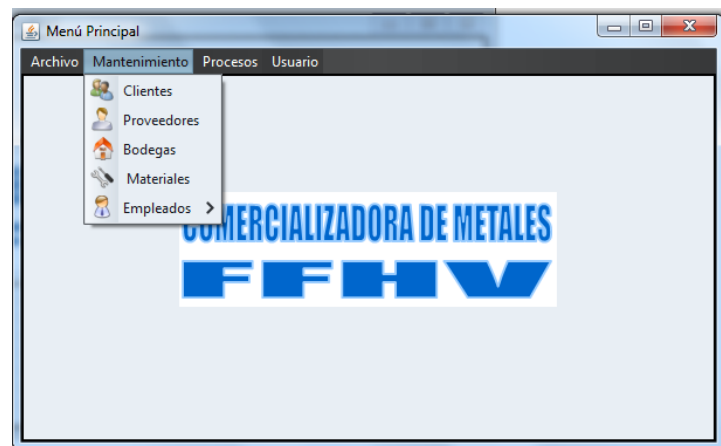 Menú Principal
Archivo Mantenimiento Procesos Usuario
Clientes
Proveedores
Bodegas
Materiales
Empleados
COMERCIALIZADORA DE METALES
FFHV